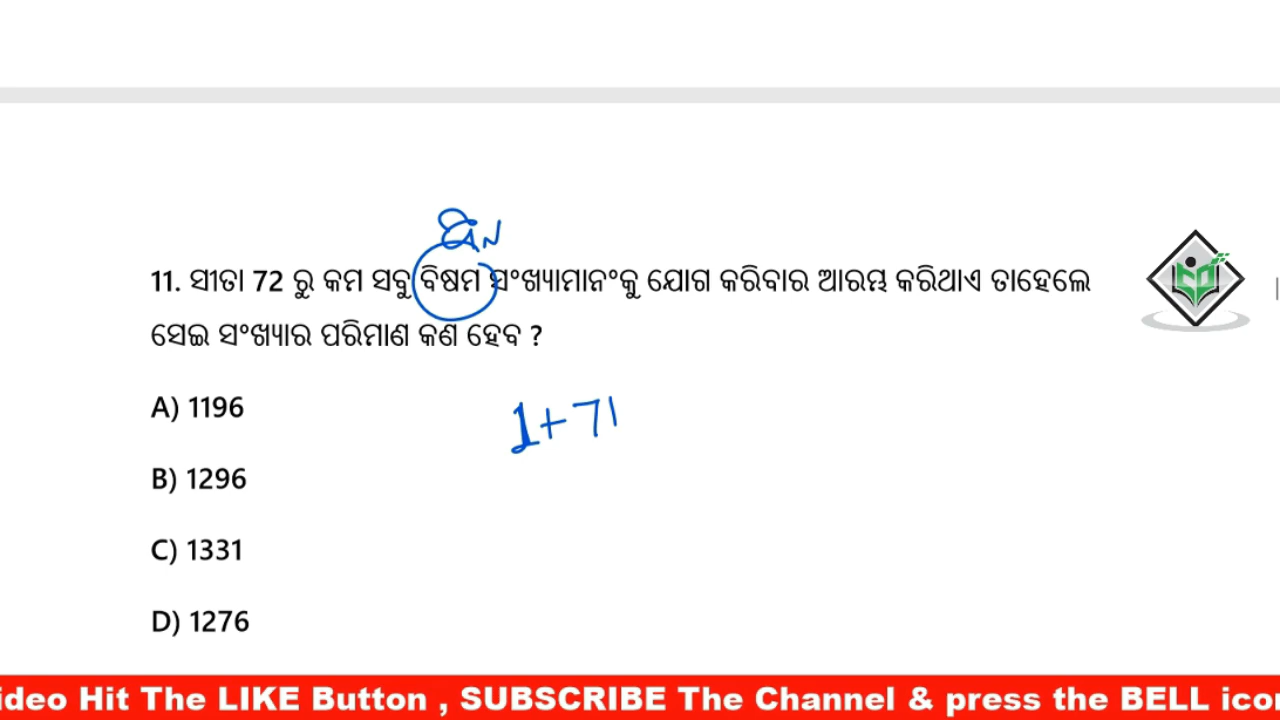 11. ସୀତା 72 ରୁ କମ ସବୁ ବିଷମ ସଂଖ୍ୟାମାନଂକୁ ଯୋଗ କରିବାର ଆରମ୍ଭ କରିଥାଏ ତାହେଲେ
ସେଇ ସଂଖ୍ୟାର ପରିମାଣ କଣ ହେବ ?
A) 1196
1+71
B) 1296
C) 1331
D) 1276
ideo Hit The LIKE Button , SUBSCRIBE The Channel & press the BELL icon